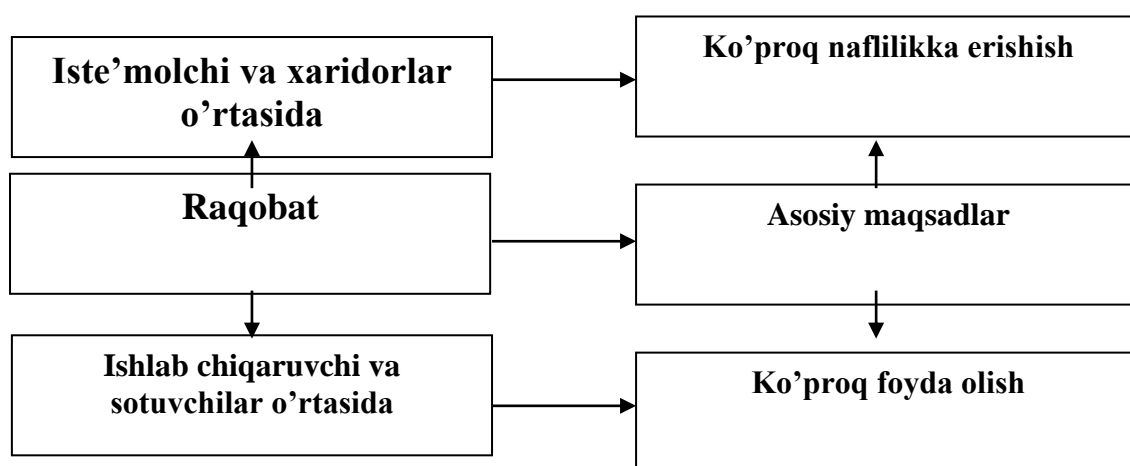 Iste’molchi va xaridorlar
o’rtasida
Ko’proq naflilikka erishish
Raqobat
Asosiy maqsadlar
Ishlab chiqaruvchi va
sotuvchilar o’rtasida
Ko’proq foyda olish